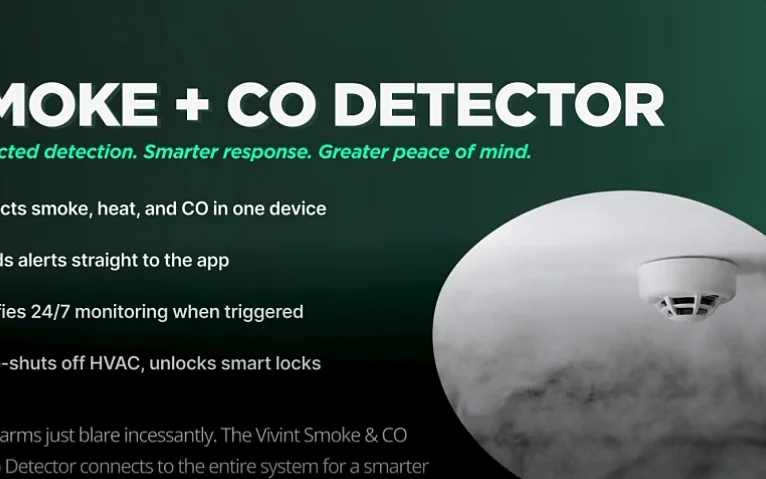 MOKE + CO DETECTOR
cted detection. Smarter response. Greater peace of mind.
cts smoke, heat, and CO in one device
ds alerts straight to the app
fies 24/7 monitoring when triggered
-shuts off HVAC, unlocks smart locks
arms just blare incessantly. The Vivint Smoke & CO
Detector connects to the entire system for a smarter